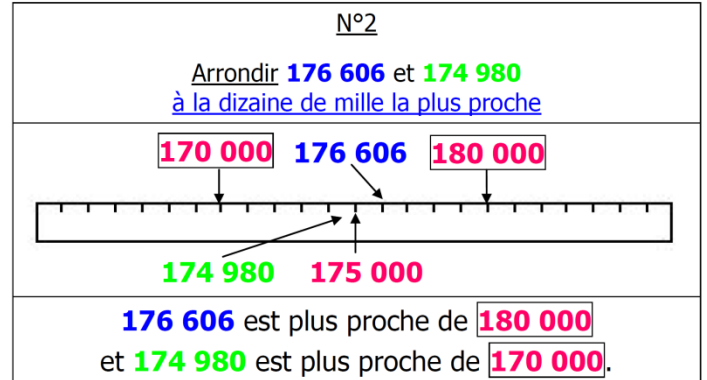 N°2
Arrondir 176 606 et 174 980
à la dizaine de mille la plus proche
170 000 176 606 180 000
174 980 175 000
176 606 est plus proche de 180 000
et 174 980 est plus proche de 170 000.